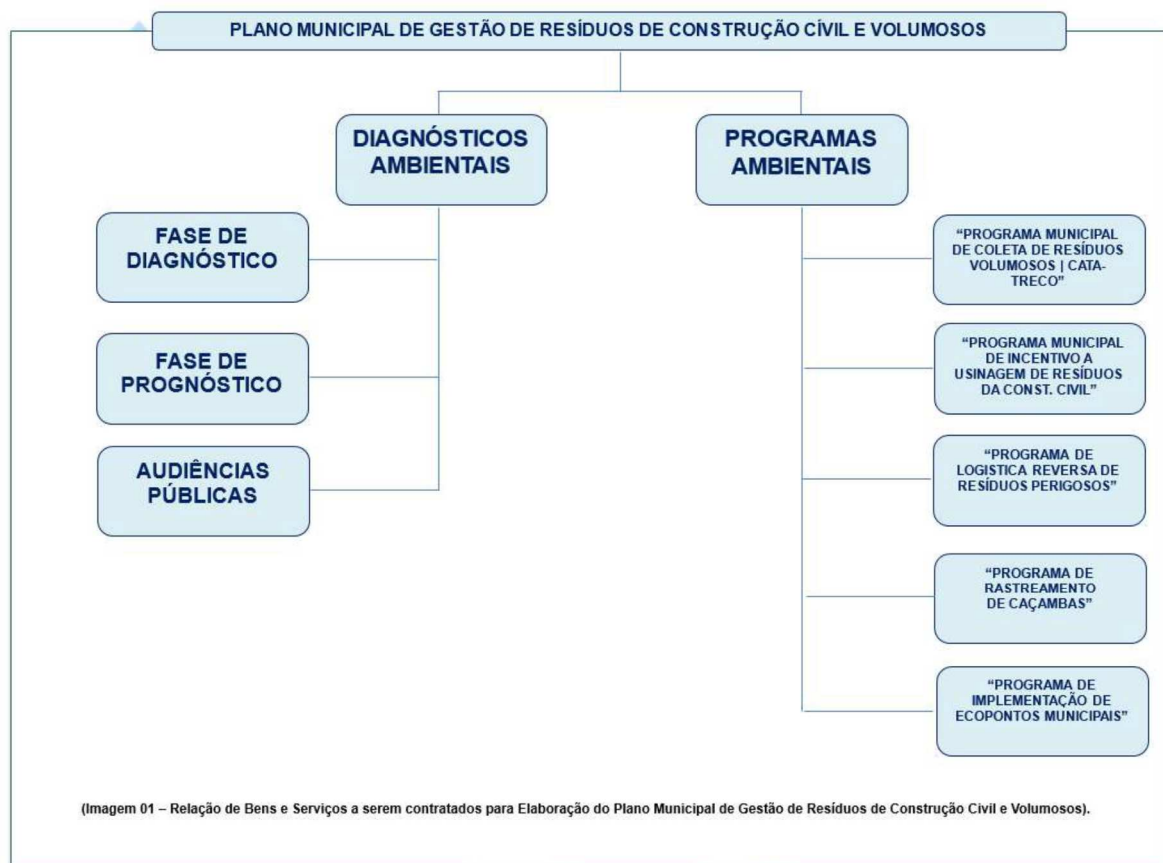 PLANO MUNICIPAL DE GESTÃO DE RESÍDUOS DE CONSTRUÇÃO CÍVIL E VOLUMOSOS
DIAGNÓSTICOS
AMBIENTAIS
FASE DE
DIAGNÓSTICO
FASE DE
PROGNÓSTICO
AUDIÊNCIAS
PÚBLICAS
PROGRAMAS
AMBIENTAIS
“PROGRAMA MUNICIPAL
DE COLETA DE RESÍDUOS
VOLUMOSOS | CATA-
TRECO”
“PROGRAMA MUNICIPAL
DE INCENTIVO A
USINAGEM DE RESÍDUOS
DA CONST. CIVIL”
“PROGRAMA DE
LOGISTICA REVERSA DE
RESÍDUOS PERIGOSOS”
“PROGRAMA DE
RASTREAMENTO
DE CAÇAMBAS”
“PROGRAMA DE
IMPLEMENTAÇÃO DE
ECOPONTOS MUNICIPAIS”
(Imagem 01 – Relação de Bens e Serviços a serem contratados para Elaboração do Plano Municipal de Gestão de Resíduos de Construção Civil e Volumosos).